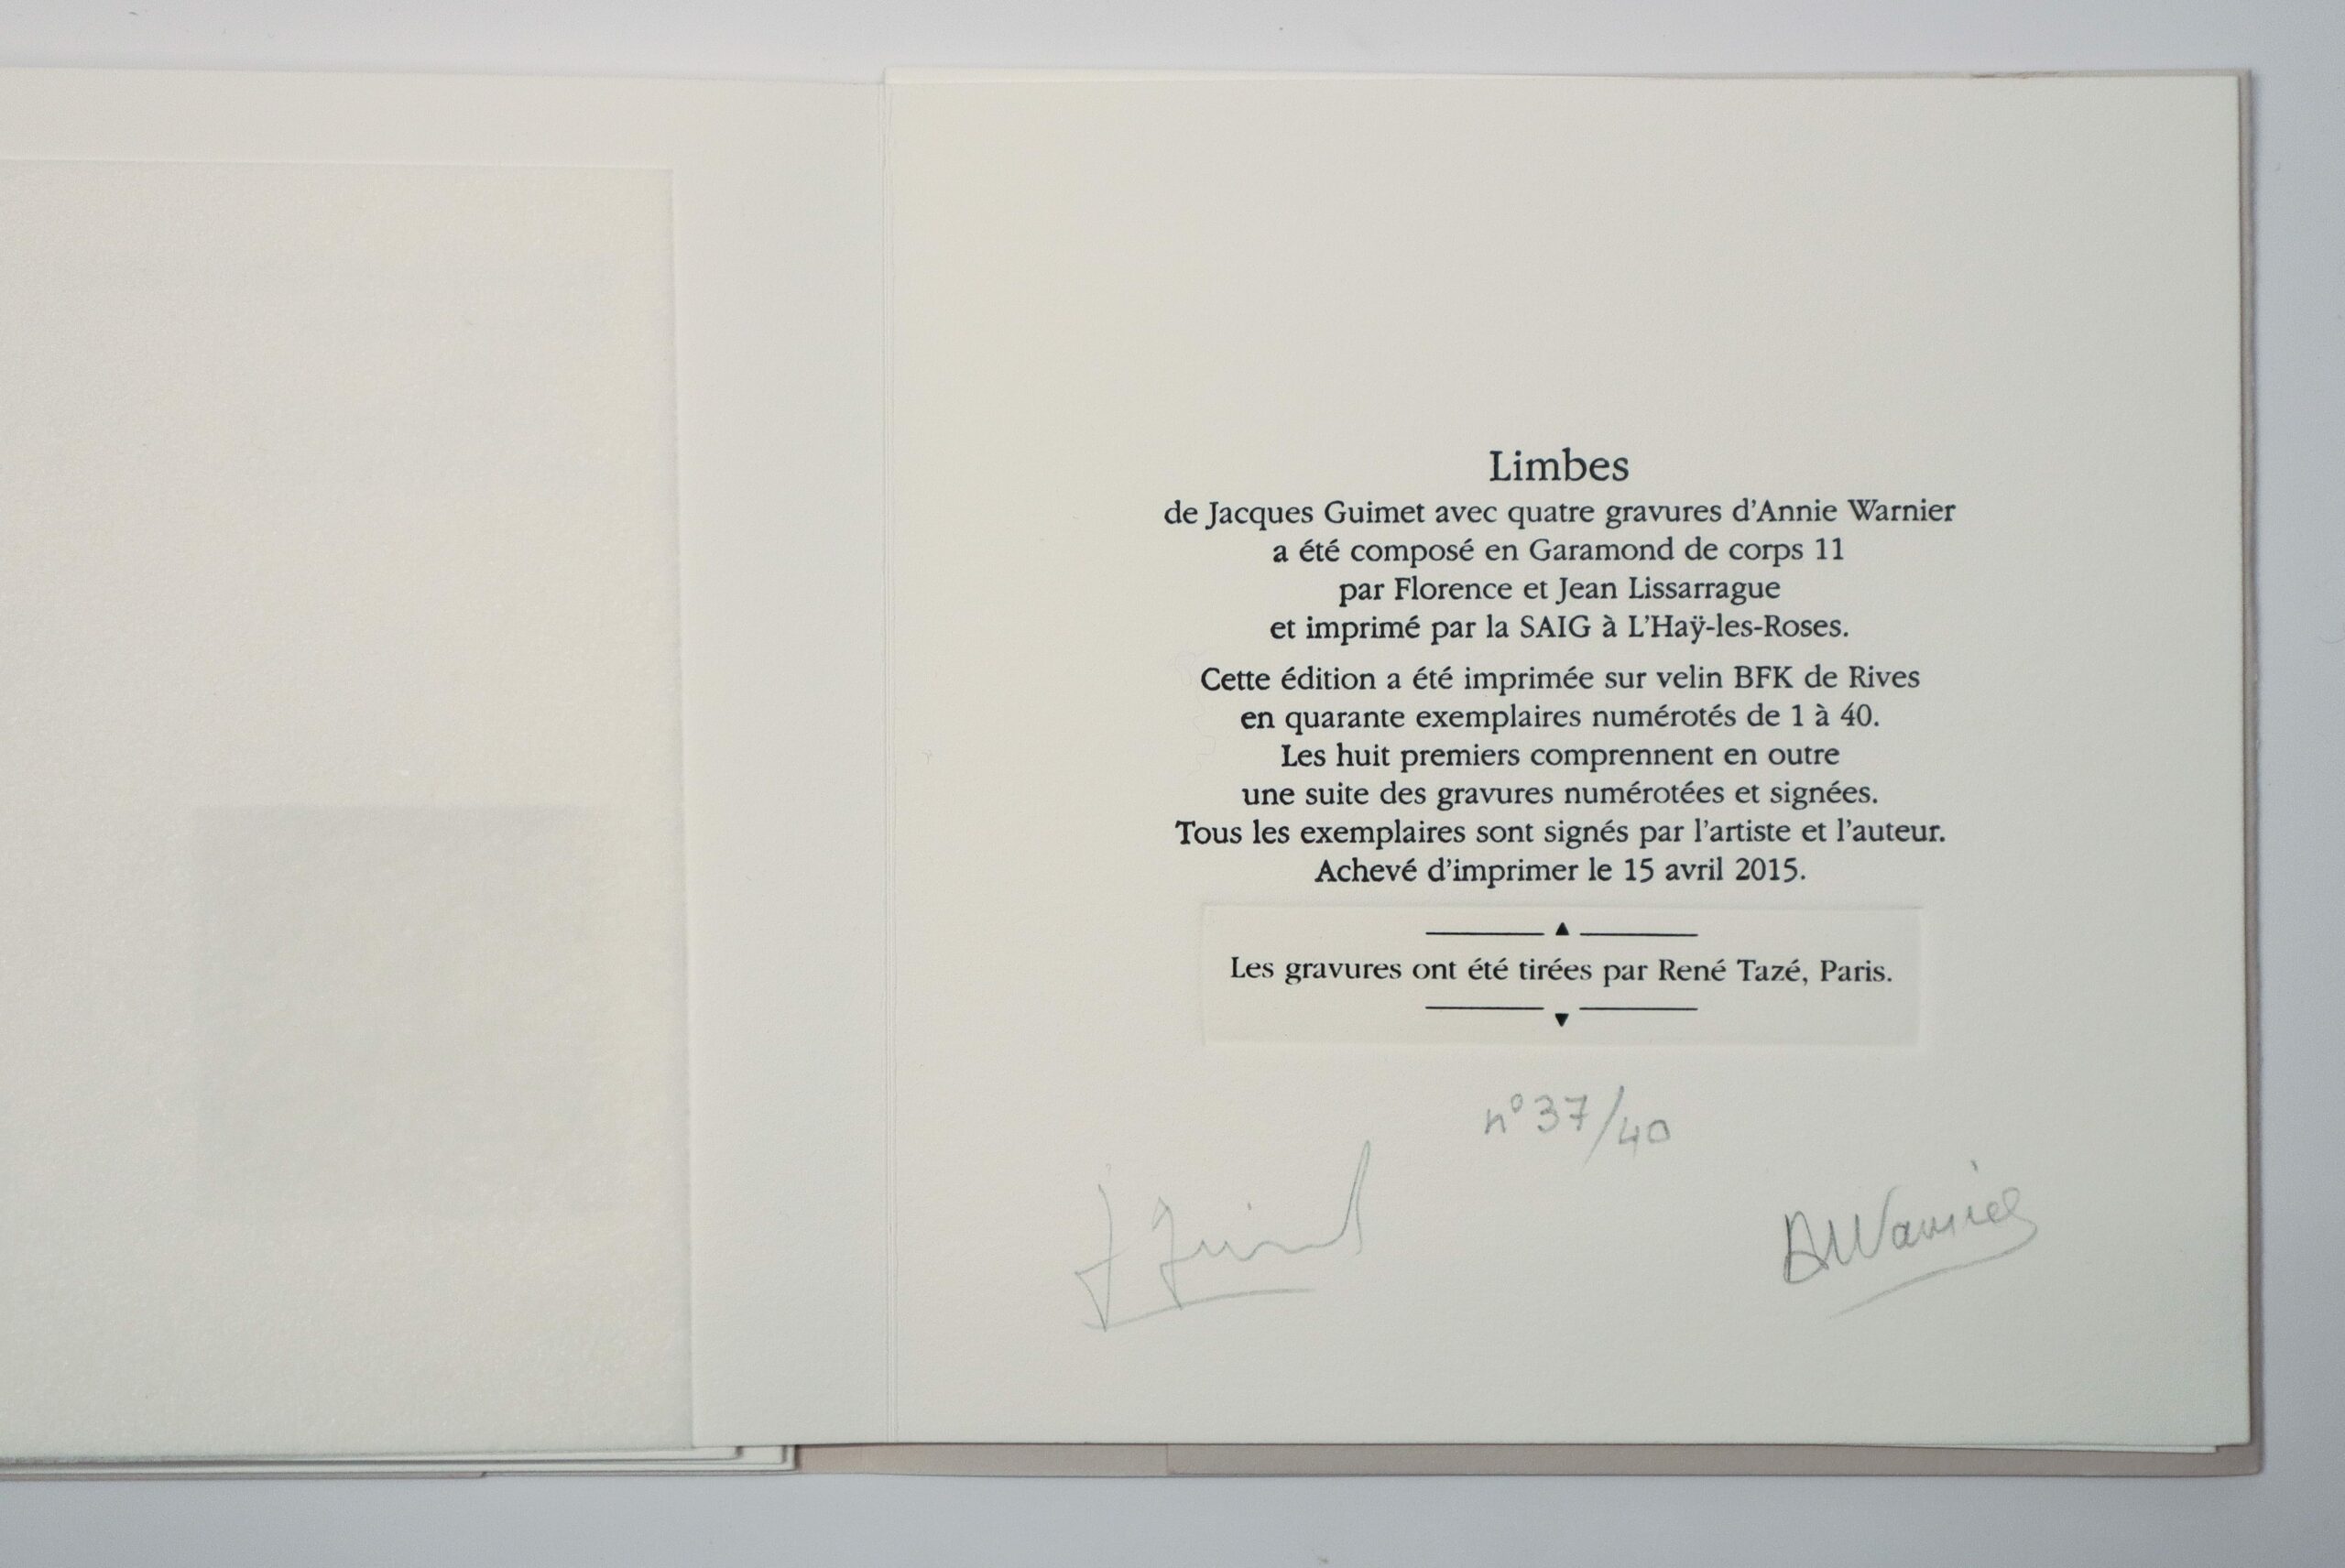 Limbes
de Jacques Guimet avec quatre gravures d'Annie Warnier
a été composé en Garamond de corps 11
par Florence et Jean Lissarrague
et imprimé par la SAIG à L'Haÿ-les-Roses.
Cette édition a été imprimée sur velin BFK de Rives
en quarante exemplaires numérotés de 1 à 40.
Les huit premiers comprennent en outre
une suite des gravures numérotées et signées.
Tous les exemplaires sont signés par l'artiste et l'auteur.
Achevé d'imprimer le 15 avril 2015.
Les gravures ont été tirées par René Tazé, Paris.
n° 37/40
J Guimet
AWarnier